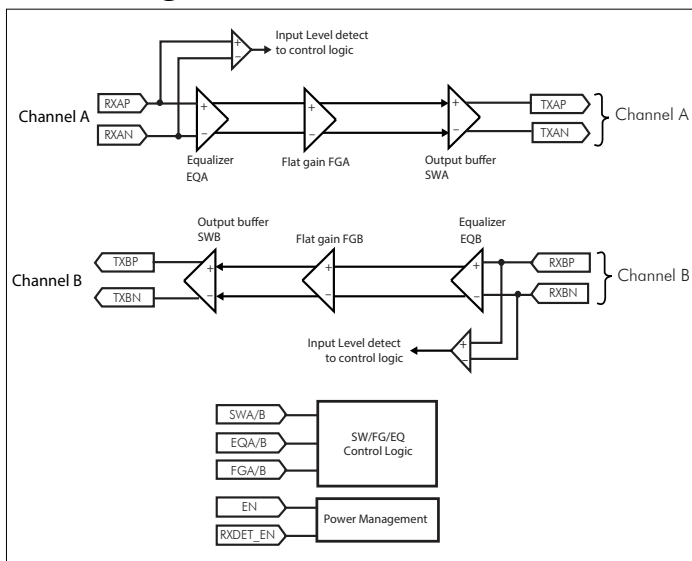 Input Level detect
to control logic
RXAP
RXAN
Channel A
+
−
+
−
+
−
TXAP
TXAN
Channel A
Equalizer
EQA
Flat gain FGA
Output buffer
SWA
Output buffer
SWB
Flat gain FGB
Equalizer
EQB
TXBP
TXBN
Channel B
+
−
+
−
RXBP
RXBN
Channel B
Input Level detect
to control logic
+
−
SWA/B
EQA/B
FGA/B
SW/FG/EQ
Control Logic
EN
RXDET_EN
Power Management